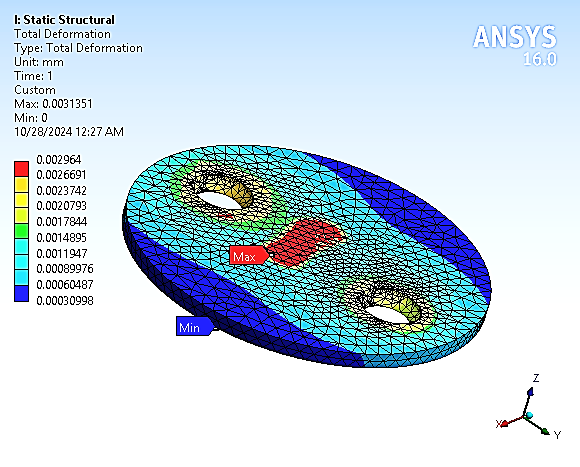 I: Static Structural
Total Deformation
Type: Total Deformation
Unit: mm
Time: 1
Custom
Max: 0.0031351
Min: 0
10/28/2024 12:27 AM
ANSYS
16.0
0.002964
0.0026691
0.0023742
0.0020793
0.0017844
0.0014895
0.0011947
0.00089976
0.00060487
0.00030998
Max
Min
Z
X
Y